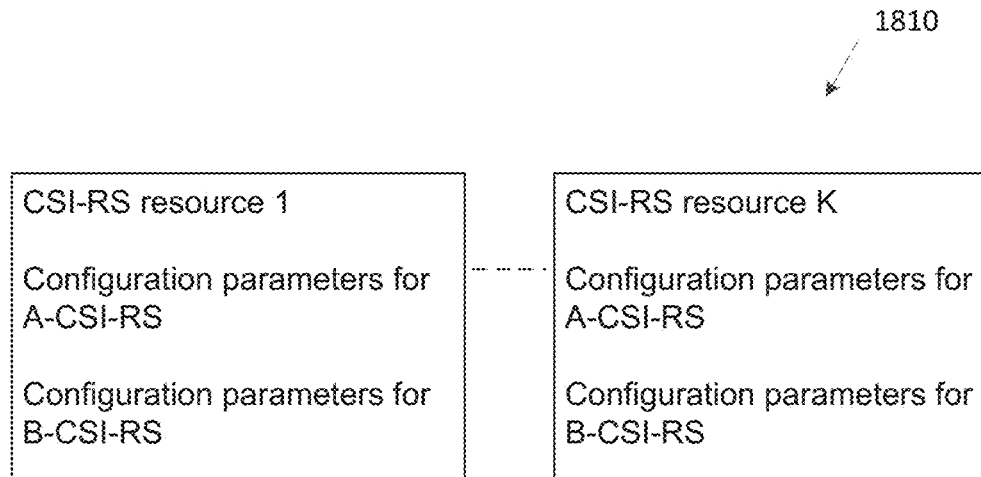 1810
CSI-RS resource 1
Configuration parameters for
A-CSI-RS
Configuration parameters for
B-CSI-RS
CSI-RS resource K
Configuration parameters for
A-CSI-RS
Configuration parameters for
B-CSI-RS